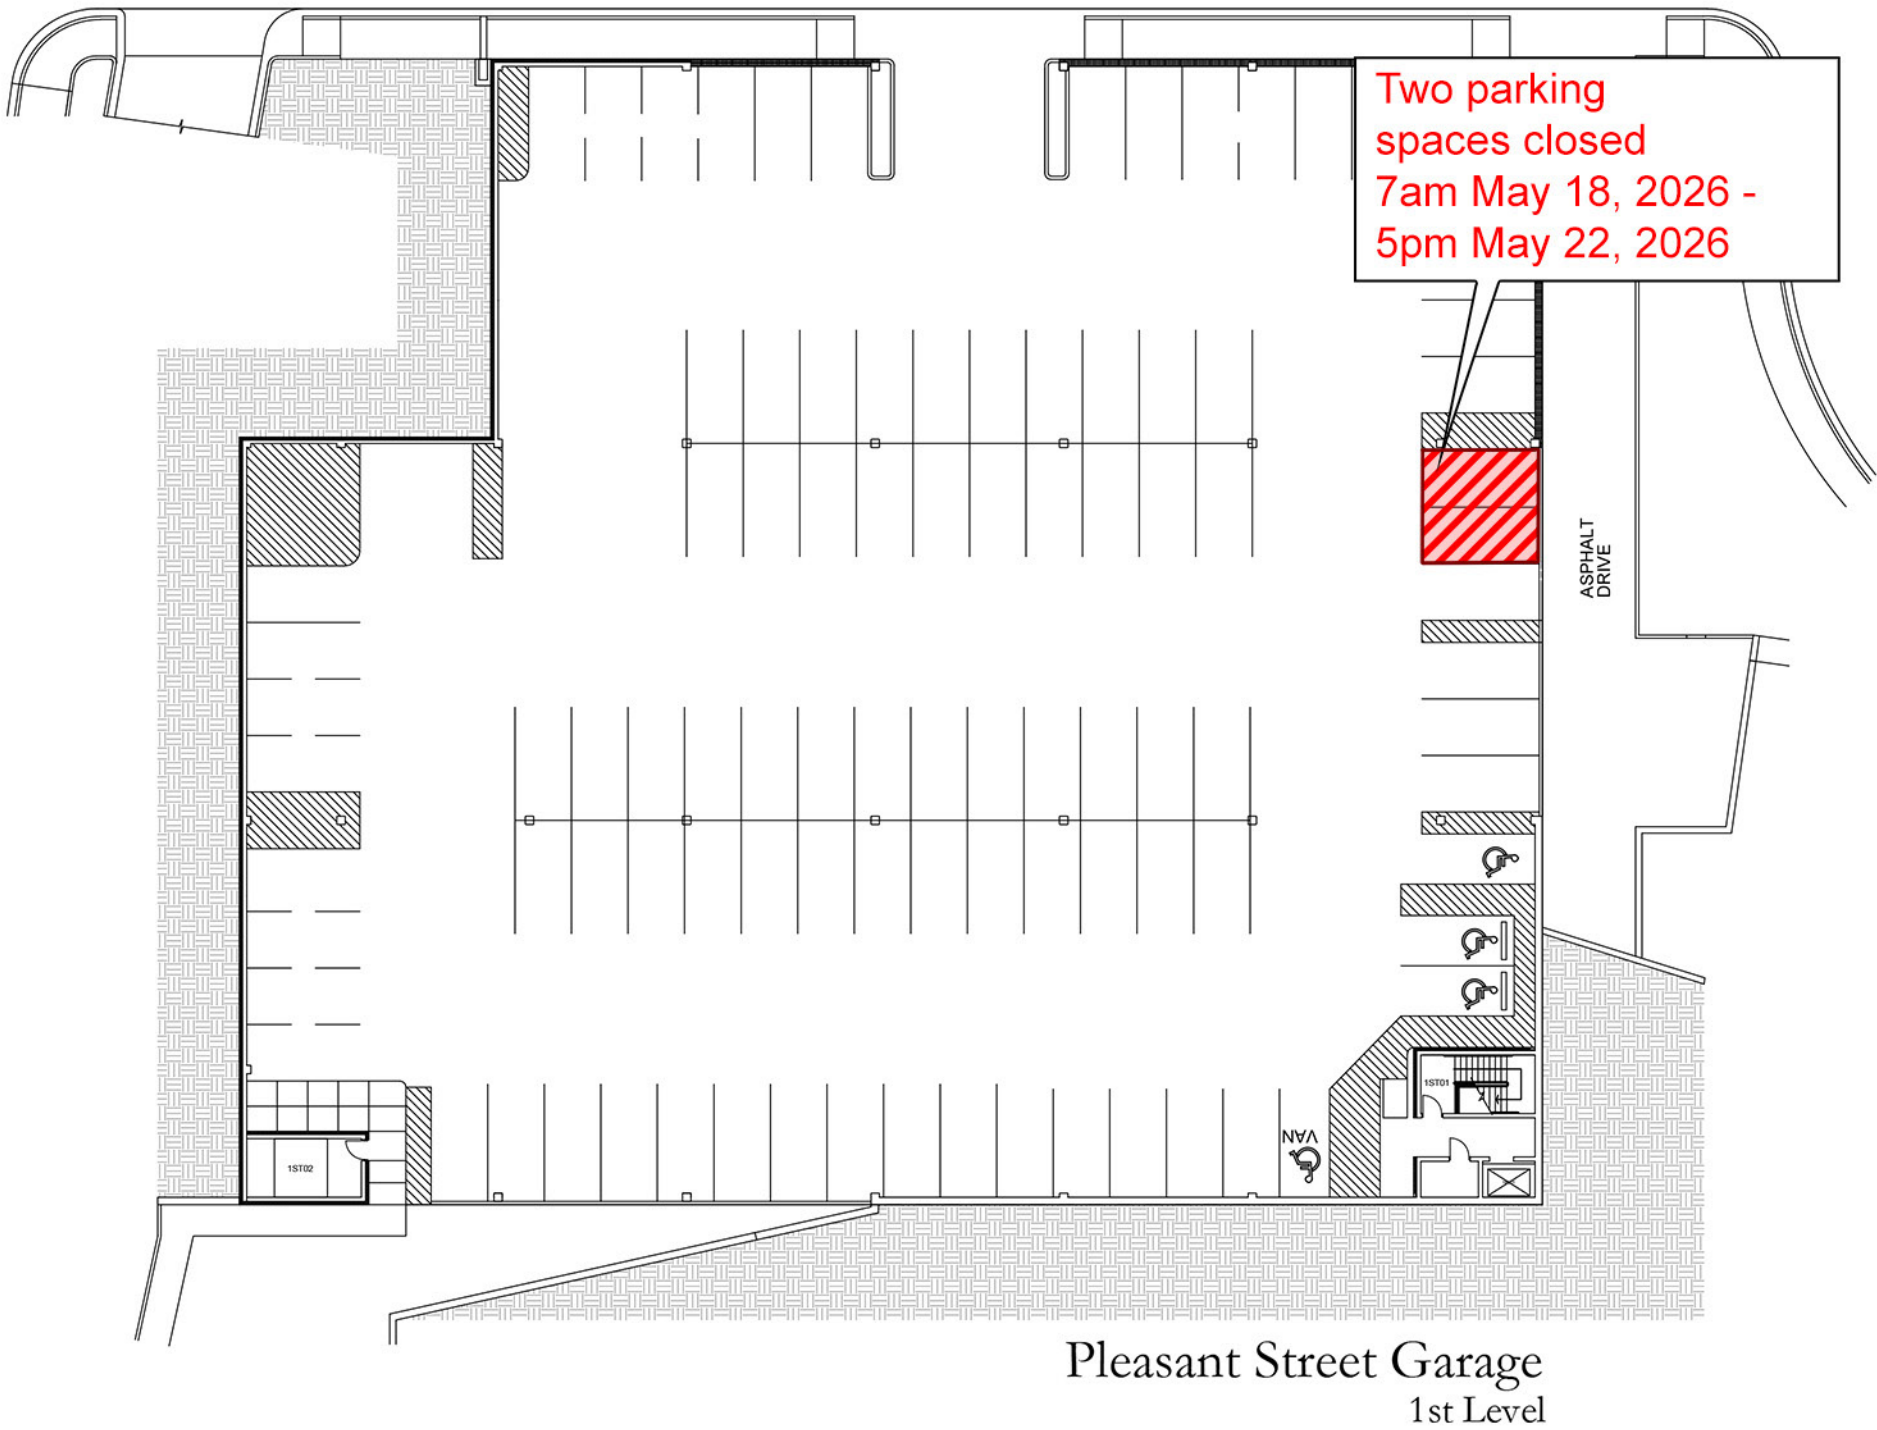 Two parking
spaces closed
7am May 18, 2026 -
5pm May 22, 2026
ASPHALT
DRIVE
1ST01
VAN
1ST02
Pleasant Street Garage
1st Level